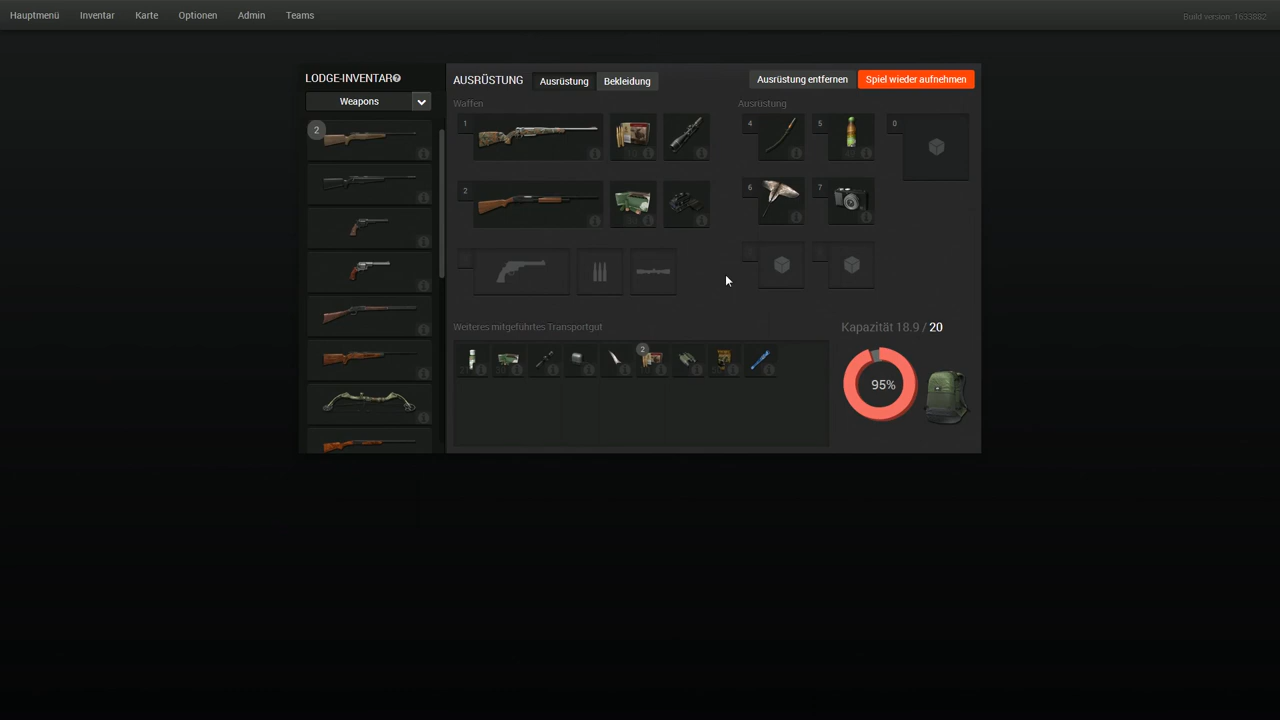 Hauptmenü Inventar Karte Optionen Admin Teams
Build version: 1633882
LODGE-INVENTAR
Weapons
2
AUSRÜSTUNG Ausrüstung Bekleidung
Ausrüstung entfernen Spiel wieder aufnehmen
Waffen
1
2
Ausrüstung
4 5 0
6 7
Weiteres mitgeführtes Transportgut
2
Kapazität 18.9 / 20
95%